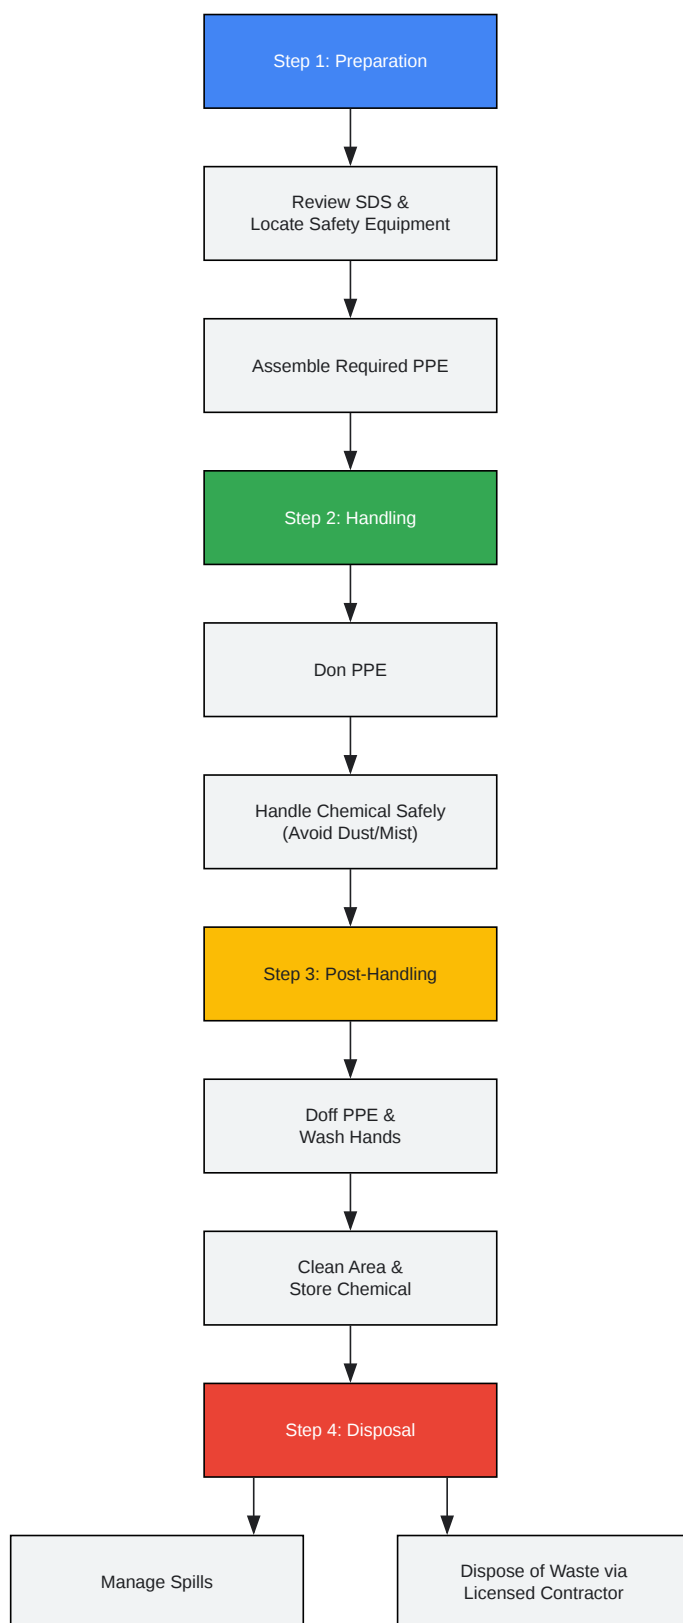 Step 1: Preparation
Review SDS &
Locate Safety Equipment
Assemble Required PPE
Step 2: Handling
Don PPE
Handle Chemical Safely
(Avoid Dust/Mist)
Step 3: Post-Handling
Doff PPE &
Wash Hands
Clean Area &
Store Chemical
Step 4: Disposal
Manage Spills
Dispose of Waste via
Licensed Contractor